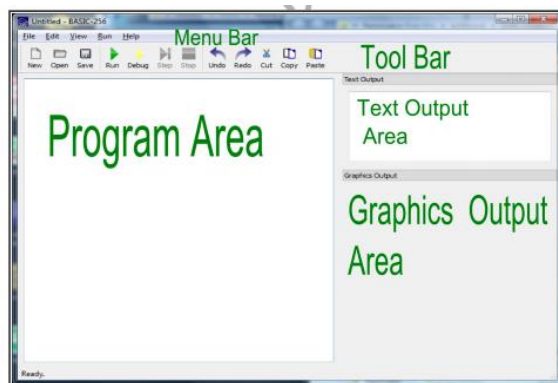 Untitled - BASIC-256
File Edit View Run Help
Menu Bar
New Open Save Run Debug Step Stop Undo Redo Cut Copy Paste
Tool Bar
Text Output
Program Area
Text Output
Area
Graphics Output
Graphics Output
Area
Ready.